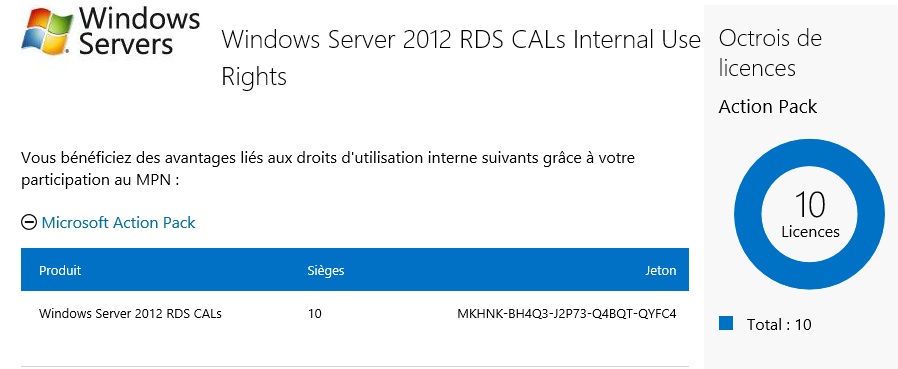 Windows
Servers
Windows Server 2012 RDS CALs Internal Use
Rights
Octrois de
licences
Action Pack
10
Licences
Total : 10
Vous bénéficiez des avantages liés aux droits d'utilisation interne suivants grâce à votre
participation au MPN :
Microsoft Action Pack
Produit Sièges Jeton
Windows Server 2012 RDS CALs 10 MKHNK-BH4Q3-J2P73-Q4BQT-QYFC4